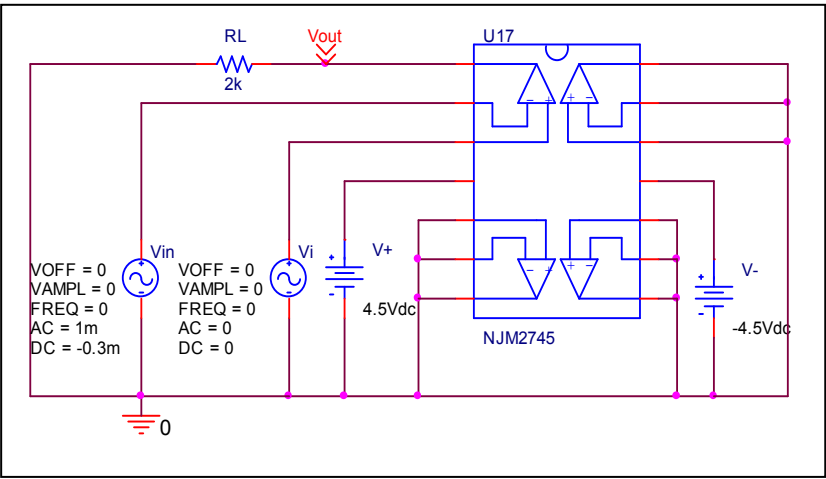 RL
Vout
U17
2k
Vin
VOFF = 0
VAMPL = 0
FREQ = 0
AC = 1m
DC = -0.3m
Vi
VOFF = 0
VAMPL = 0
FREQ = 0
AC = 0
DC = 0
V+
4.5Vdc
V-
-4.5Vdc
NJM2745
0